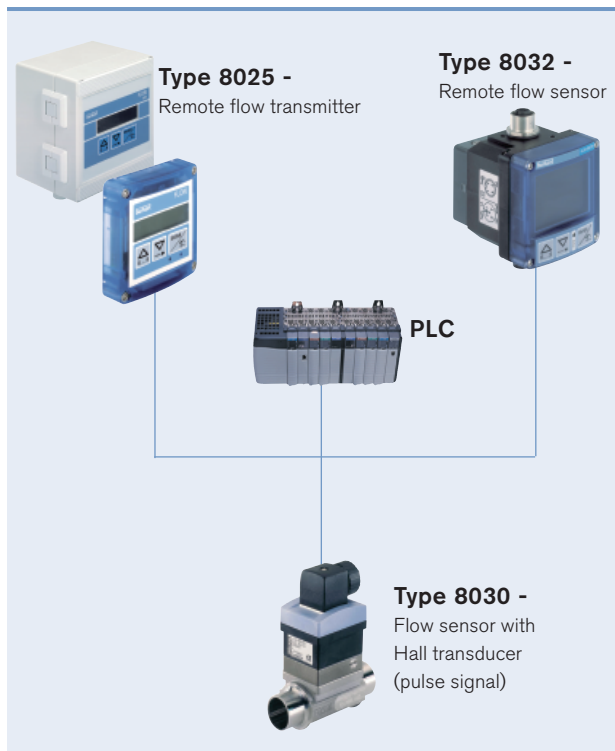 Type 8025 -
Remote flow transmitter
Type 8032 -
Remote flow sensor
PLC
Type 8030 -
Flow sensor with
Hall transducer
(pulse signal)